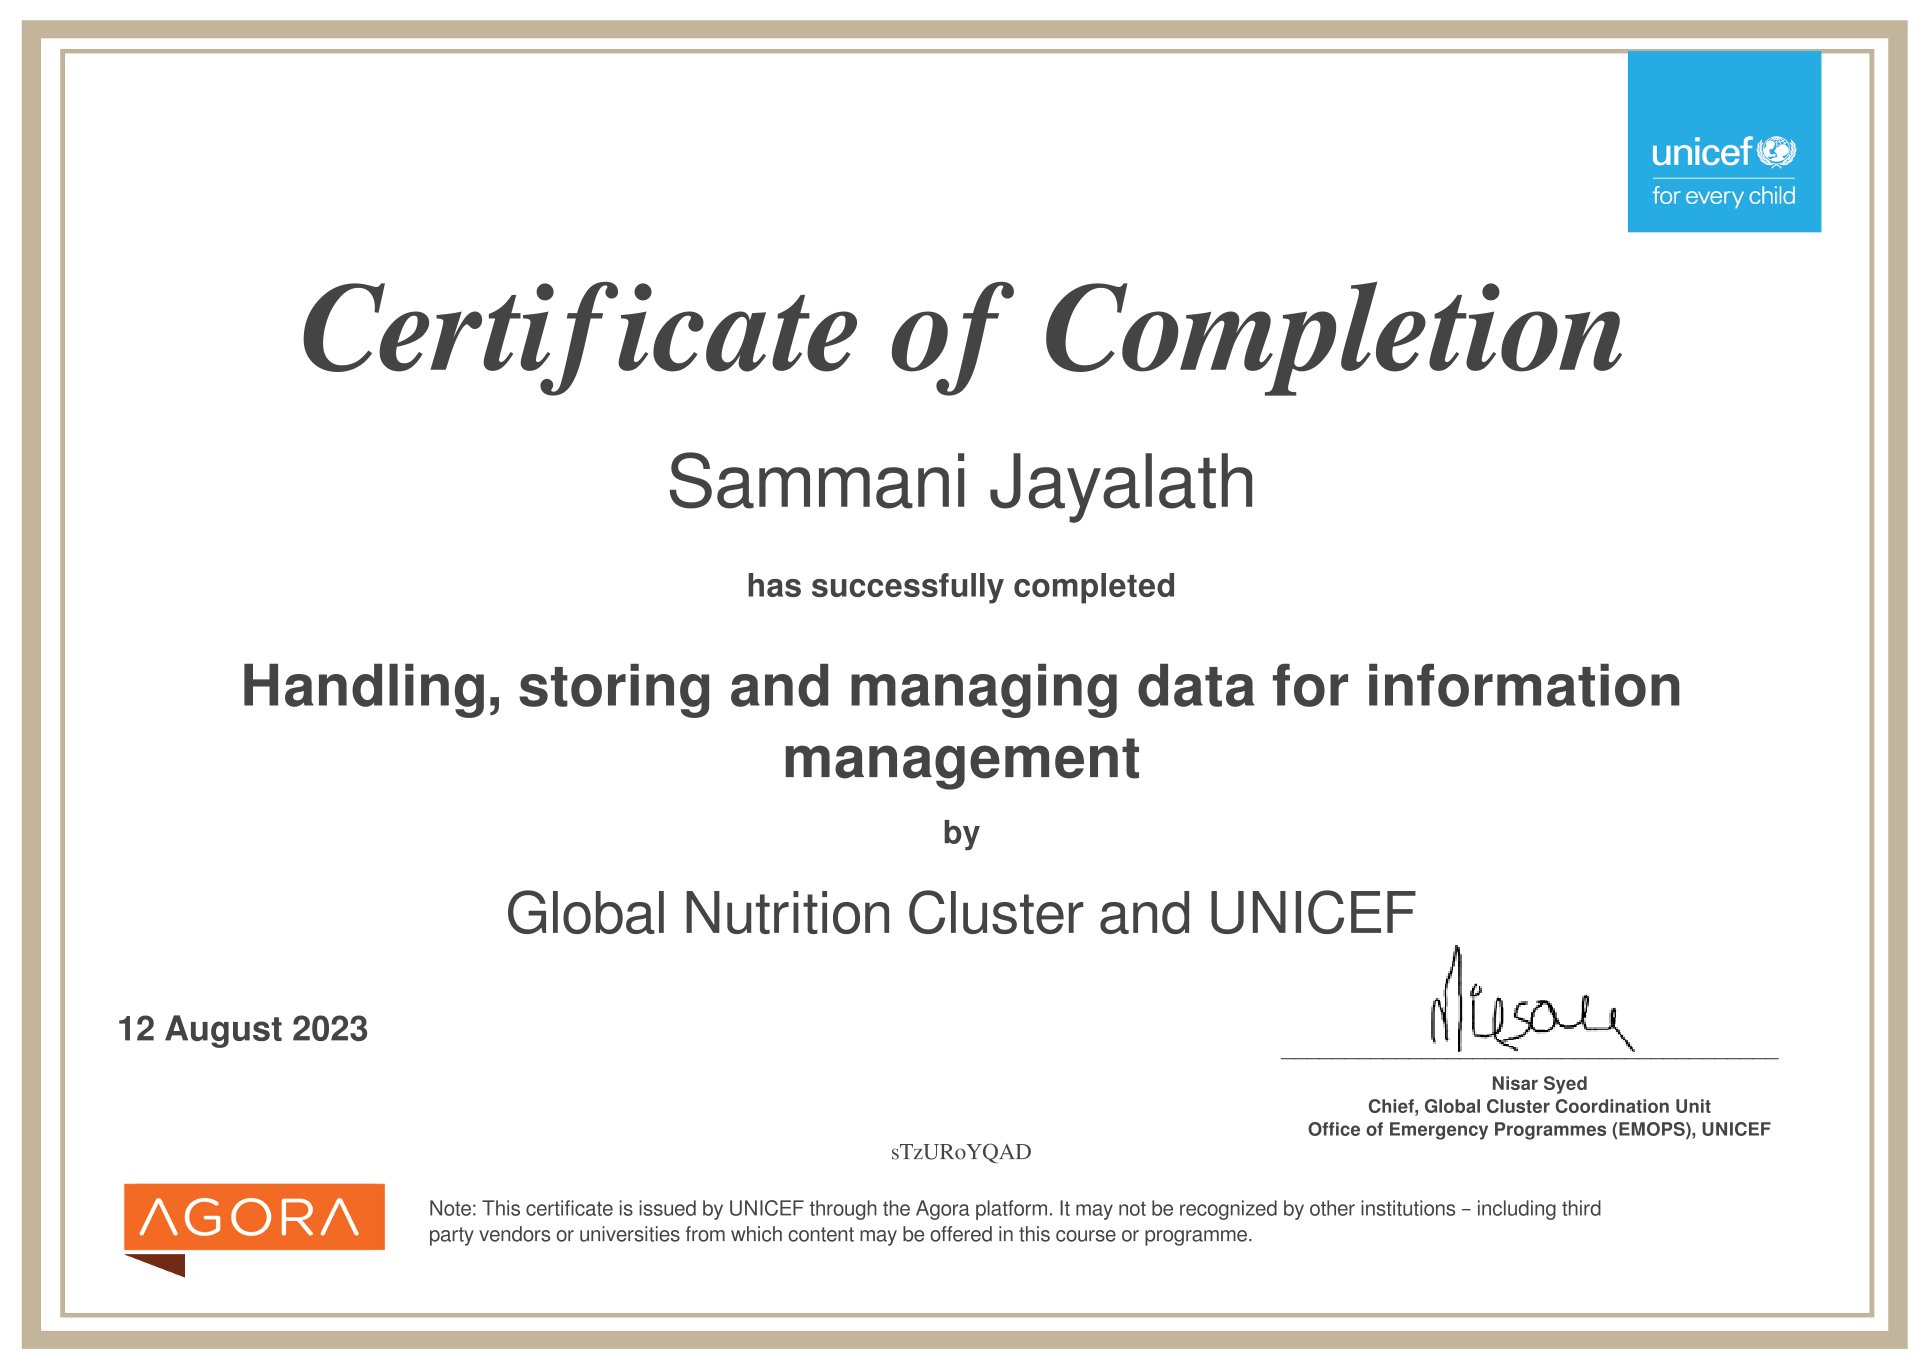 unicef
for every child
Certificate of Completion
Sammani Jayalath
has successfully completed
Handling, storing and managing data for information
management
by
Global Nutrition Cluster and UNICEF
12 August 2023
Nisar Syed
Chief, Global Cluster Coordination Unit
Office of Emergency Programmes (EMOPS), UNICEF
sTzURoYQAD
AGORA
Note: This certificate is issued by UNICEF through the Agora platform. It may not be recognized by other institutions – including third
party vendors or universities from which content may be offered in this course or programme.